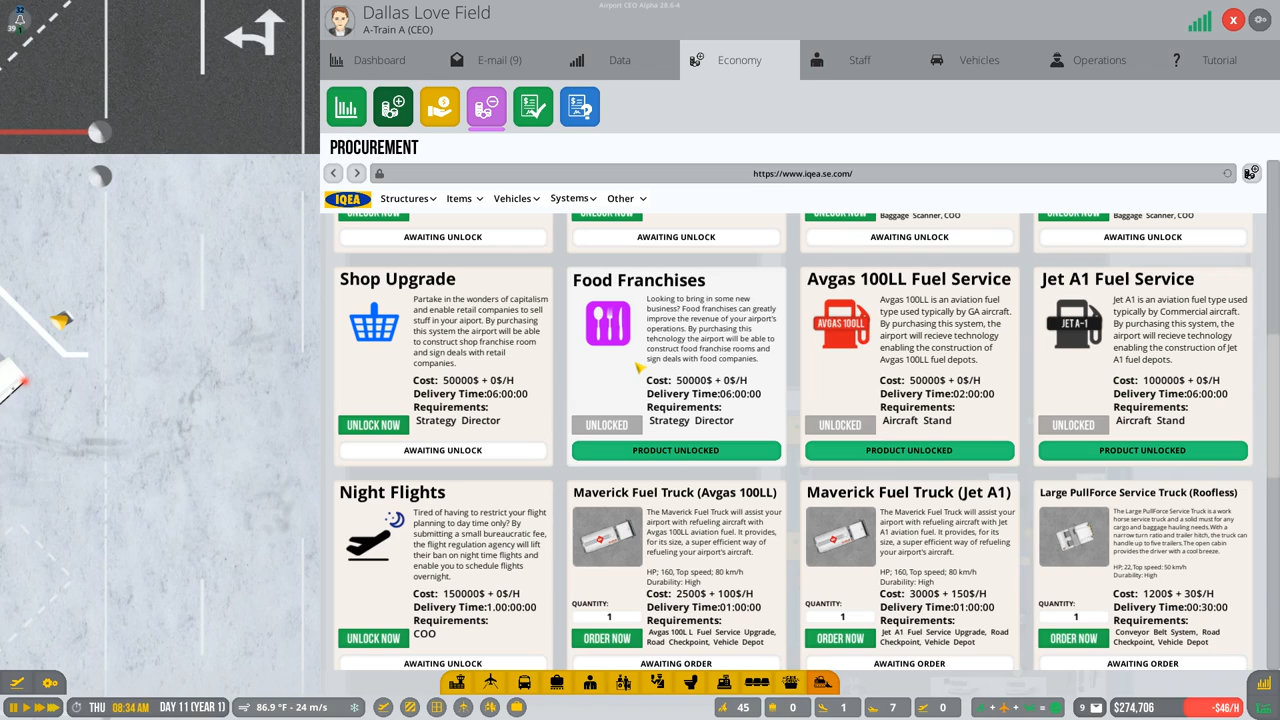 Airport CEO Alpha 28.6-4
32
39 1
Dallas Love Field
A-Train A (CEO)
X
Dashboard
E-mail (9)
Data
Economy
Staff
Vehicles
Operations
? Tutorial
PROCUREMENT
https://www.iqea.se.com/
IQEA Structures Items Vehicles Systems Other
UNLOCK NOW
UNLOCK NOW
UNLOCK NOW Baggage Scanner, COO
UNLOCK NOW Baggage Scanner, COO
AWAITING UNLOCK
AWAITING UNLOCK
AWAITING UNLOCK
AWAITING UNLOCK
Shop Upgrade
Partake in the wonders of capitalism
and enable retail companies to sell
stuff in your aiport. By purchasing
this system the airport will be able
to construct shop franchise room
and sign deals with retail
companies.
Cost: 50000$ + 0$/H
Delivery Time:06:00:00
Requirements:
Strategy Director
UNLOCK NOW
AWAITING UNLOCK
Food Franchises
Looking to bring in some new
business? Food franchises can greatly
improve the revenue of your airport's
operations. By purchasing this
tehcnology the airport will be able to
construct food franchise rooms and
sign deals with food companies.
Cost: 50000$ + 0$/H
Delivery Time:06:00:00
Requirements:
Strategy Director
UNLOCKED
PRODUCT UNLOCKED
Avgas 100LL Fuel Service
AVGAS 100LL
Avgas 100LL is an aviation fuel
type used typically by GA aircraft.
By purchasing this system, the
airport will recieve technology
enabling the construction of
Avgas 100LL fuel depots.
Cost: 50000$ + 0$/H
Delivery Time:02:00:00
Requirements:
Aircraft Stand
UNLOCKED
PRODUCT UNLOCKED
Jet A1 Fuel Service
JET A-1
Jet A1 is an aviation fuel type used
typically by Commercial aircraft.
By purchasing this system, the
airport will recieve technology
enabling the construction of Jet
A1 fuel depots.
Cost: 100000$ + 0$/H
Delivery Time:06:00:00
Requirements:
Aircraft Stand
UNLOCKED
PRODUCT UNLOCKED
Night Flights
Tired of having to restrict your flight
planning to day time only? By
submitting a small bureaucratic fee,
the flight regulation agency will lift
their ban on night time flights and
enable you to schedule flights
overnight.
Cost: 150000$ + 0$/H
Delivery Time:1.00:00:00
Requirements:
COO
UNLOCK NOW
AWAITING UNLOCK
Maverick Fuel Truck (Avgas 100LL)
The Maverick Fuel Truck will assist your
airport with refueling aircraft with
Avgas 100LL aviation fuel. It provides,
for its size, a super efficient way of
refueling your airport's aircraft.
HP; 160, Top speed; 80 km/h
Durability: High
Cost: 2500$ + 100$/H
Delivery Time:01:00:00
Requirements:
Avgas 100L L Fuel Service Upgrade,
Road Checkpoint, Vehicle Depot
QUANTITY:
1
ORDER NOW
AWAITING ORDER
Maverick Fuel Truck (Jet A1)
The Maverick Fuel Truck will assist your
airport with refueling aircraft with Jet
A1 aviation fuel. It provides, for its
size, a super efficient way of refueling
your airport's aircraft.
HP; 160, Top speed; 80 km/h
Durability: High
Cost: 3000$ + 150$/H
Delivery Time:01:00:00
Requirements:
Jet A1 Fuel Service Upgrade, Road
Checkpoint, Vehicle Depot
QUANTITY:
1
ORDER NOW
AWAITING ORDER
Large PullForce Service Truck (Roofless)
The Large PullForce Service Truck is a work
horse service truck and a solid must for any
cargo and baggage hauling needs.With a
narrow turn ratio and trailer hitch, the truck can
handle up to five trailers.The open cabin
provides the driver with a cool breeze.
HP; 22,Top speed: 50 km/h
Durability: High
Cost: 1200$ + 30$/H
Delivery Time:00:30:00
Requirements:
Conveyor Belt System, Road
Checkpoint, Vehicle Depot
QUANTITY:
1
ORDER NOW
AWAITING ORDER
THU 08:34 AM DAY 11 (YEAR 1) 86.9 °F - 24 m/s 45 0 1 7 0 9 $274,706 -$46/H